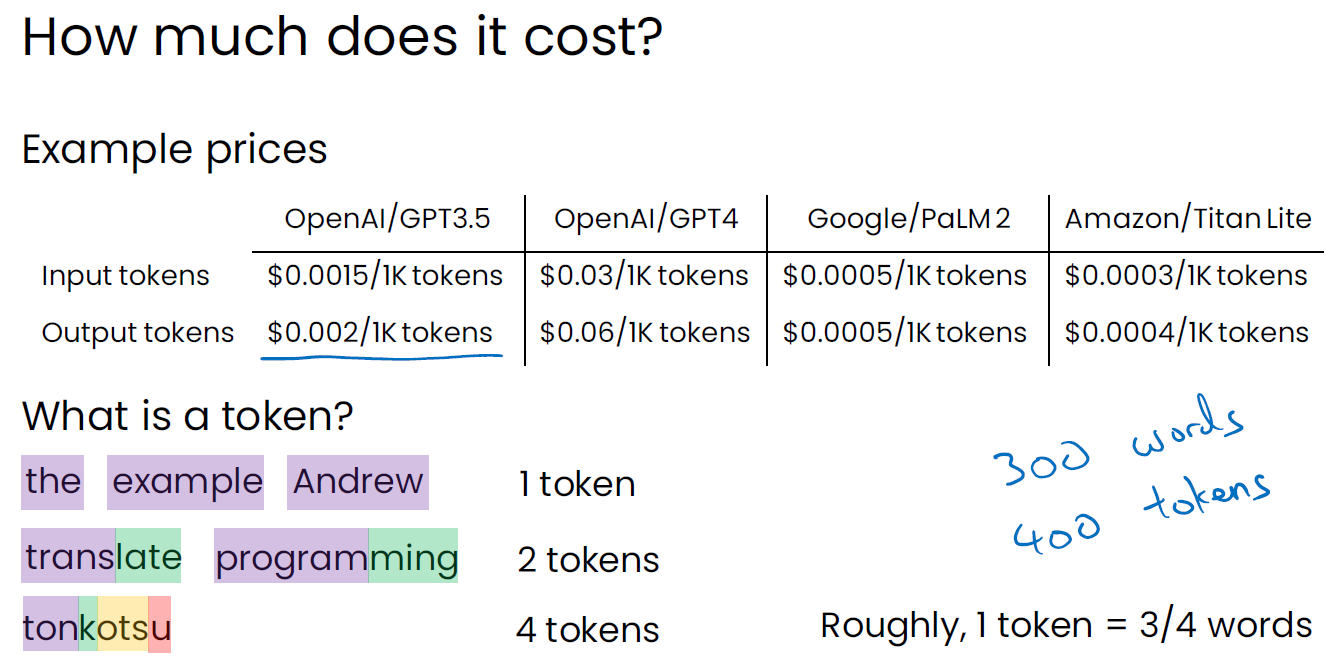 How much does it cost?
Example prices
OpenAI/GPT3.5 OpenAI/GPT4 Google/PaLM 2 Amazon/Titan Lite
Input tokens $0.0015/1K tokens $0.03/1K tokens $0.0005/1K tokens $0.0003/1K tokens
Output tokens $0.002/1K tokens $0.06/1K tokens $0.0005/1K tokens $0.0004/1K tokens
What is a token?
the example Andrew 1 token
translate programming 2 tokens
tonkotsu 4 tokens
300 words
400 tokens
Roughly, 1 token = 3/4 words